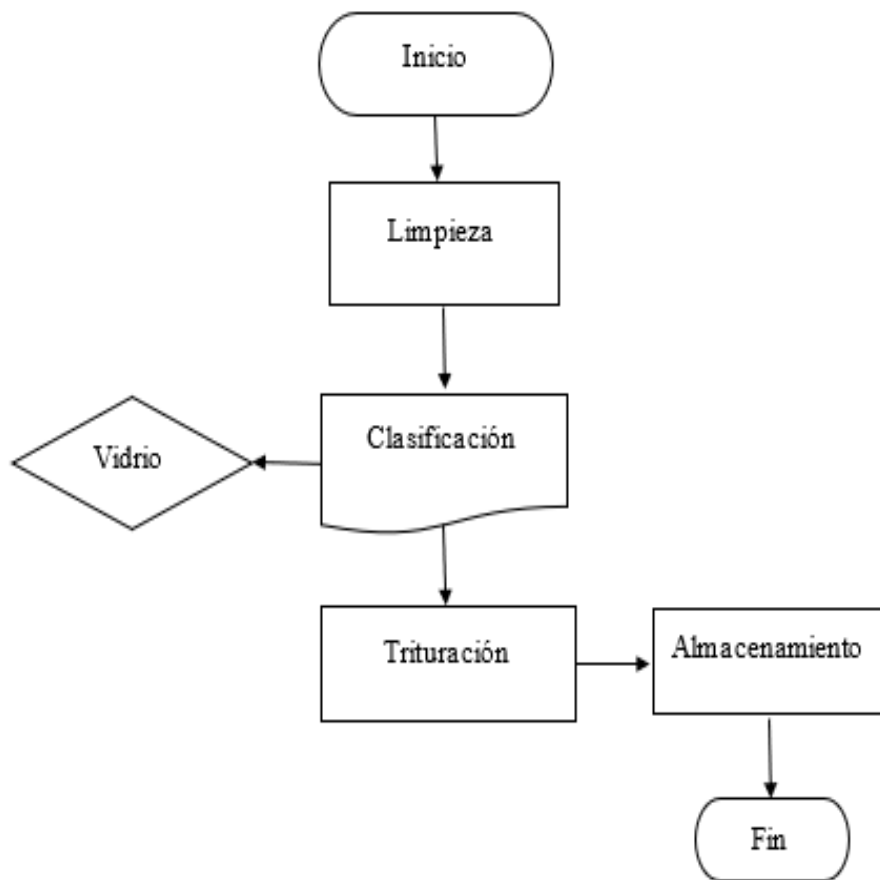 Inicio
Limpieza
Clasificación
Vidrio
Trituración
Almacenamiento
Fin